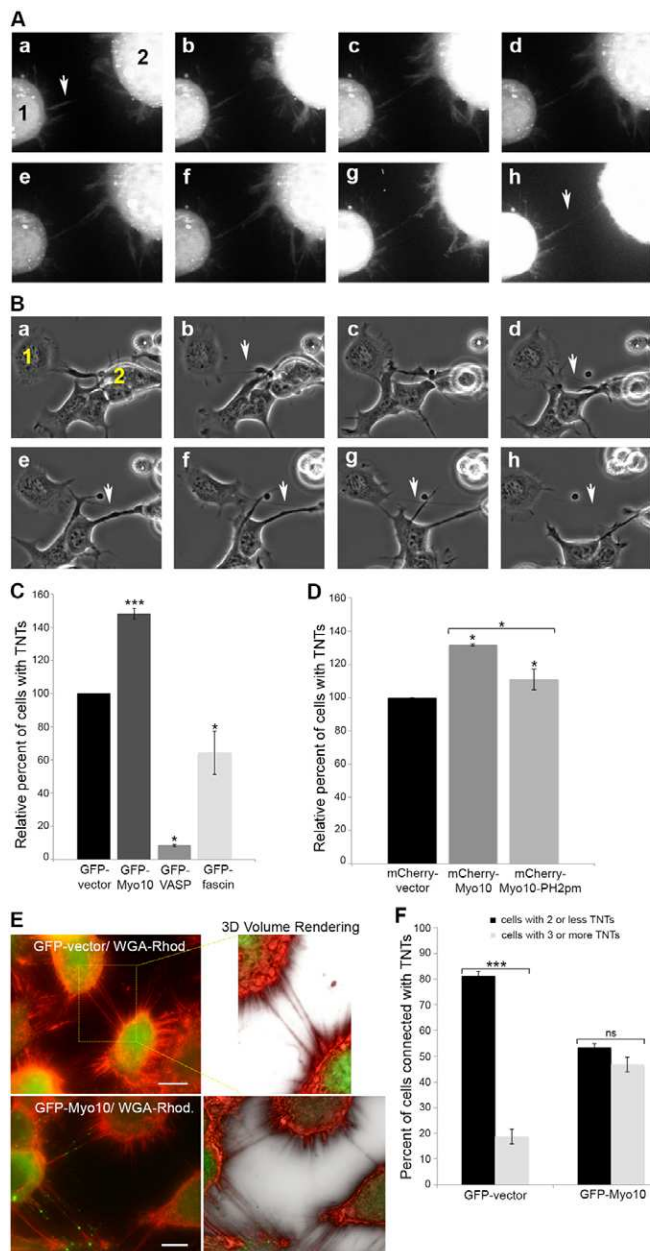 A
a
2
1
b
c
d
e
f
g
h
B
a
1
2
b
c
d
e
f
g
h
C
Relative percent of cells with TNTs
160
140
120
100
80
60
40
20
0
***
*
*
GFP-vector
GFP-Myo10
GFP-VASP
GFP-fascin
D
Relative percent of cells with TNTs
160
140
120
100
80
60
40
20
0
*
*
*
mCherry-vector
mCherry-Myo10
mCherry-Myo10-PH2pm
E
3D Volume Rendering
GFP-vector/ WGA-Rhod.
GFP-Myo10/ WGA-Rhod.
F
cells with 2 or less TNTs
cells with 3 or more TNTs
Percent of cells connected with TNTs
90
80
70
60
50
40
30
20
10
0
***
ns
GFP-vector
GFP-Myo10